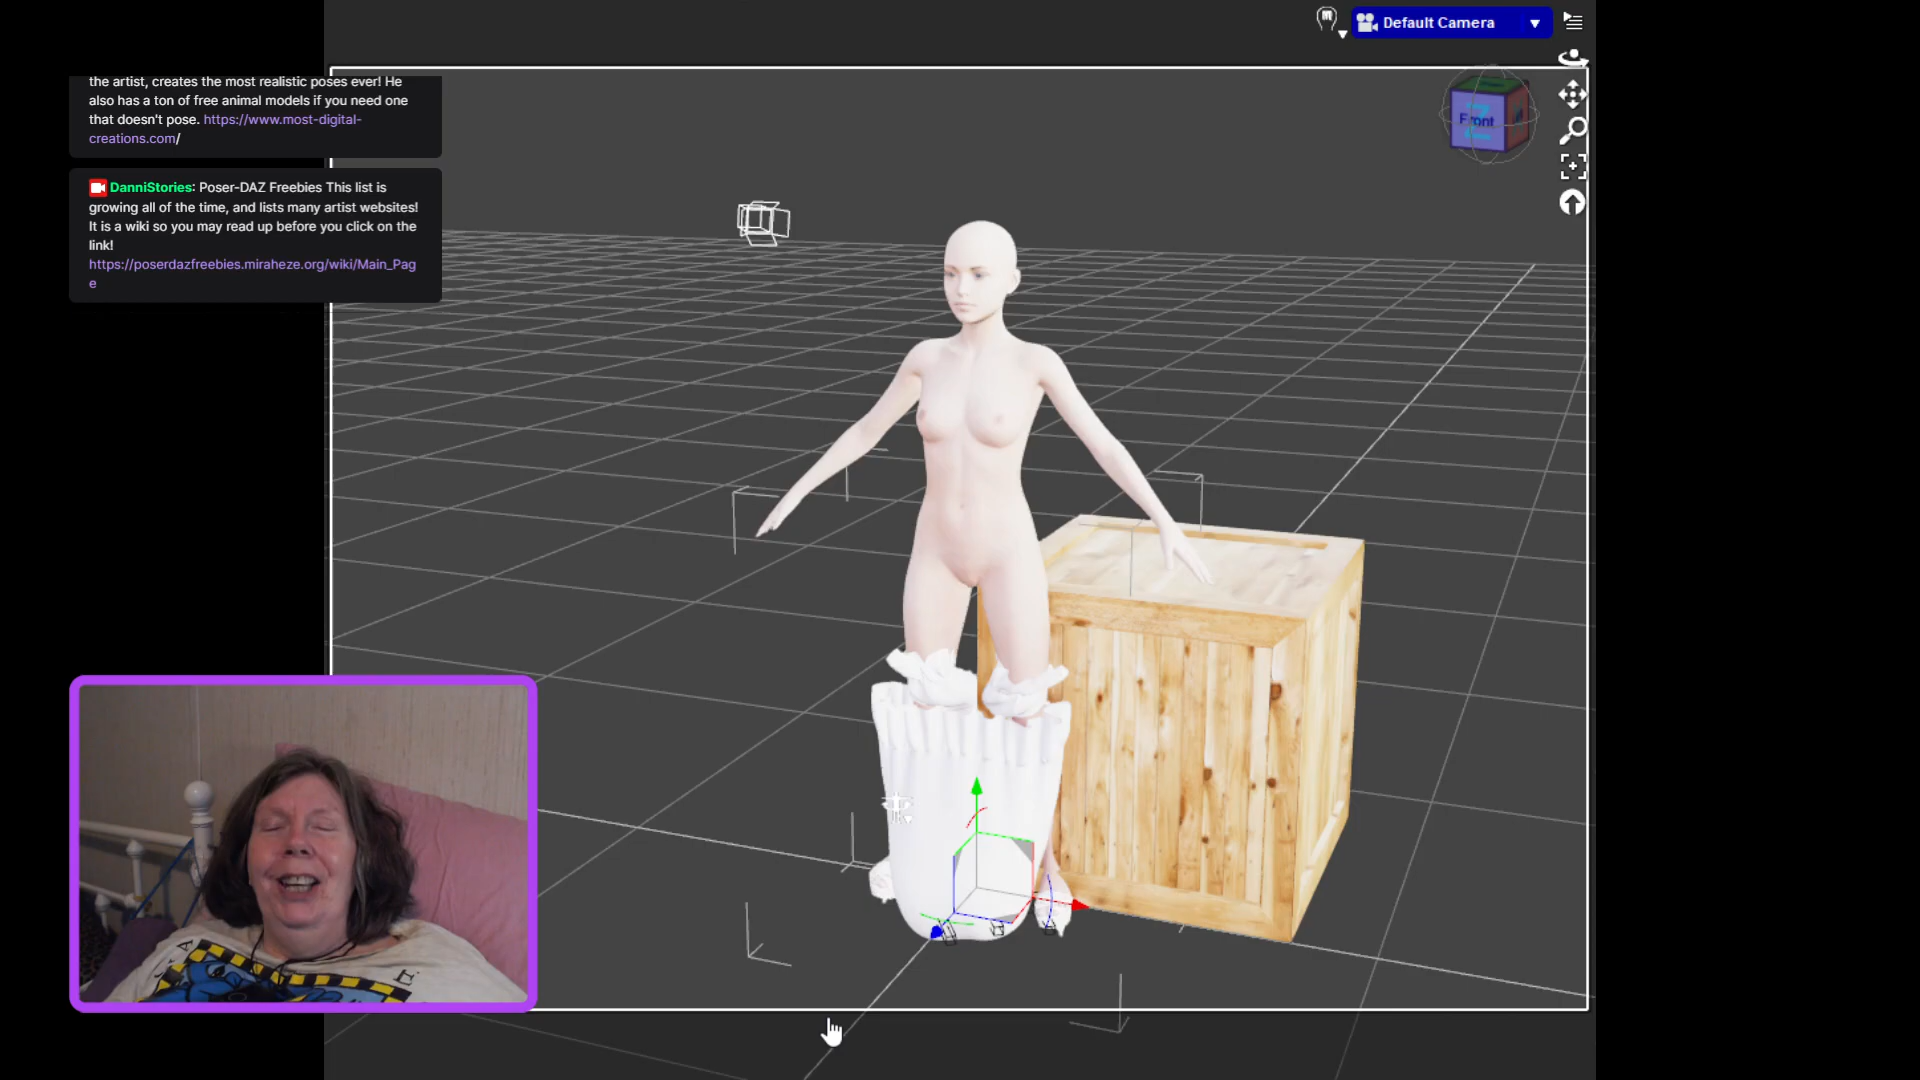 Default Camera
the artist, creates the most realistic poses ever! He
also has a ton of free animal models if you need one
that doesn't pose. https://www.most-digital-
creations.com/
Front
DanniStories: Poser-DAZ Freebies This list is
growing all of the time, and lists many artist websites!
It is a wiki so you may read up before you click on the
link!
https://poserdazfreebies.miraheze.org/wiki/Main_Pag
e
A
E